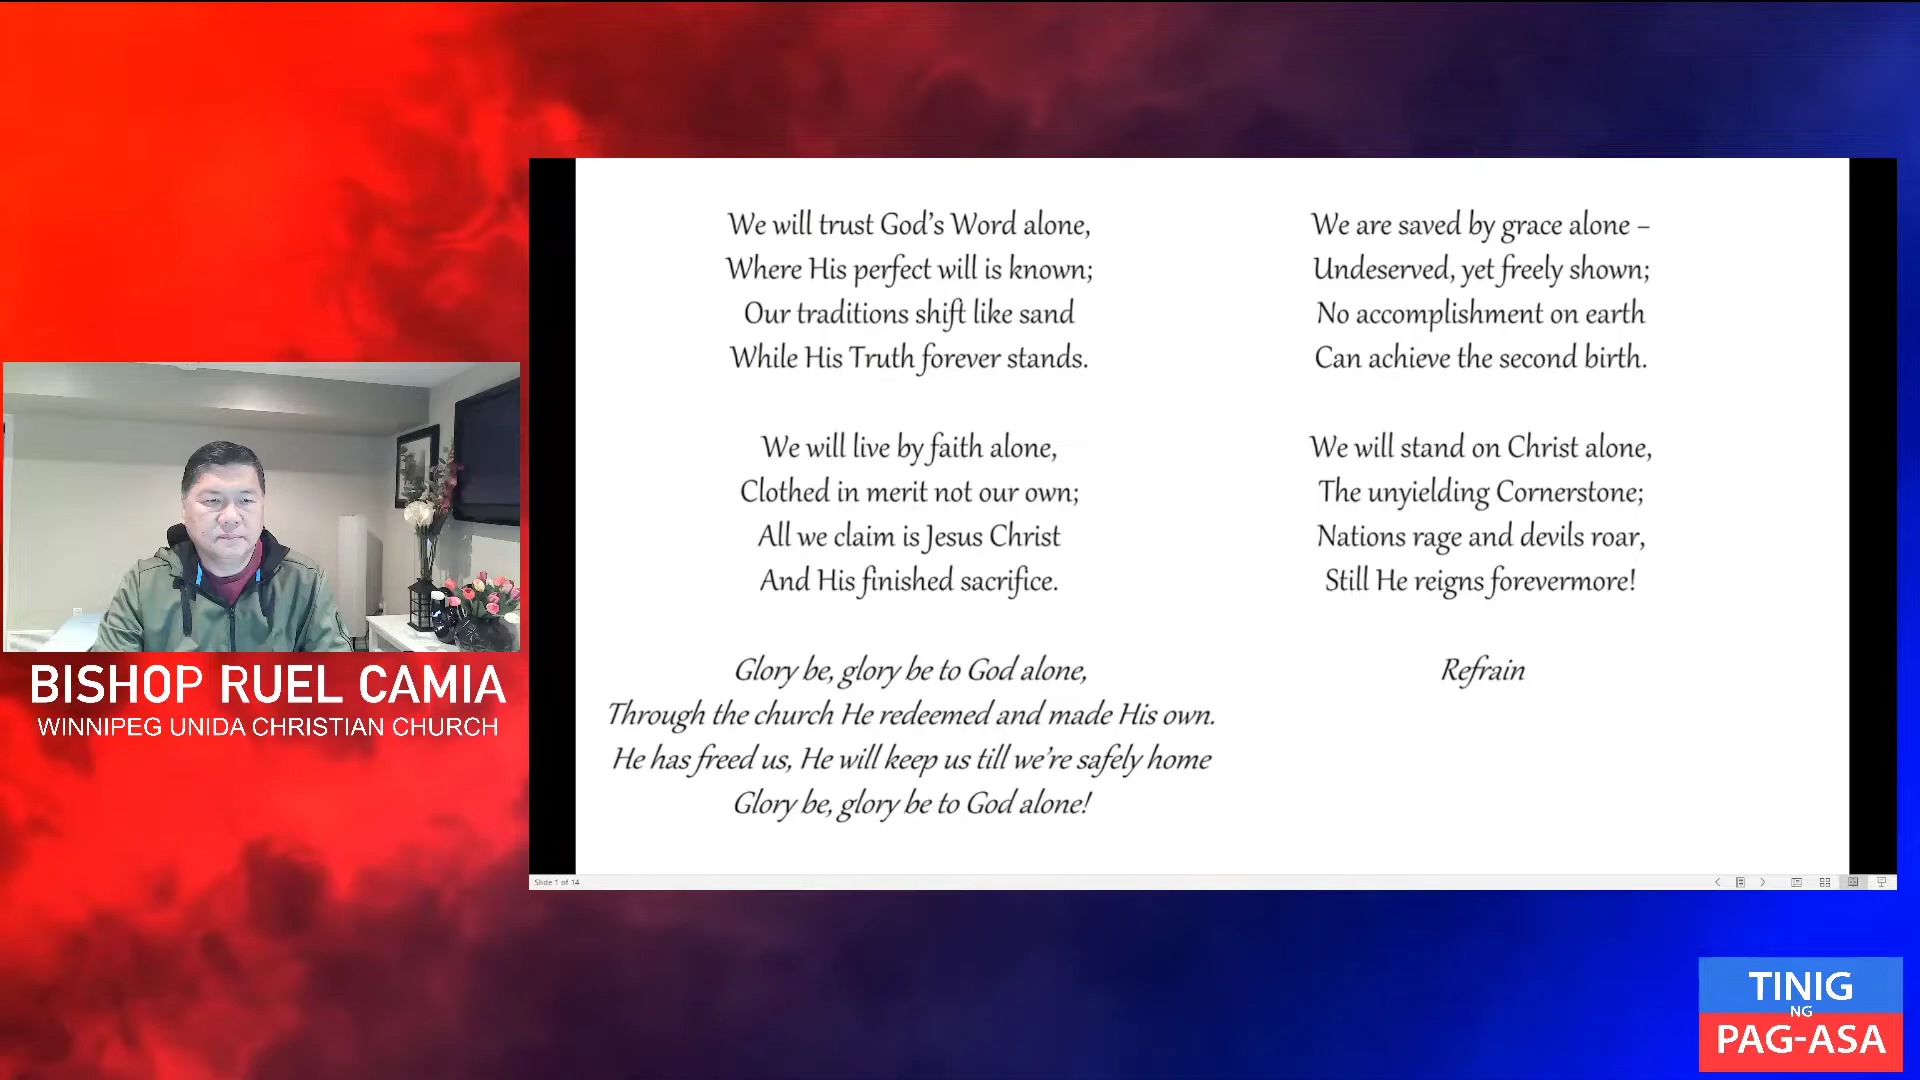 We will trust God’s Word alone,
Where His perfect will is known;
Our traditions shift like sand
While His Truth forever stands.
We will live by faith alone,
Clothed in merit not our own;
All we claim is Jesus Christ
And His finished sacrifice.
Glory be, glory be to God alone,
Through the church He redeemed and made His own.
He has freed us, He will keep us till we’re safely home
Glory be, glory be to God alone!
We are saved by grace alone –
Undeserved, yet freely shown;
No accomplishment on earth
Can achieve the second birth.
We will stand on Christ alone,
The unyielding Cornerstone;
Nations rage and devils roar,
Still He reigns forevermore!
Refrain
Slide 1 of 14
BISHOP RUEL CAMIA
WINNIPEG UNIDA CHRISTIAN CHURCH
TINIG
NG
PAG-ASA